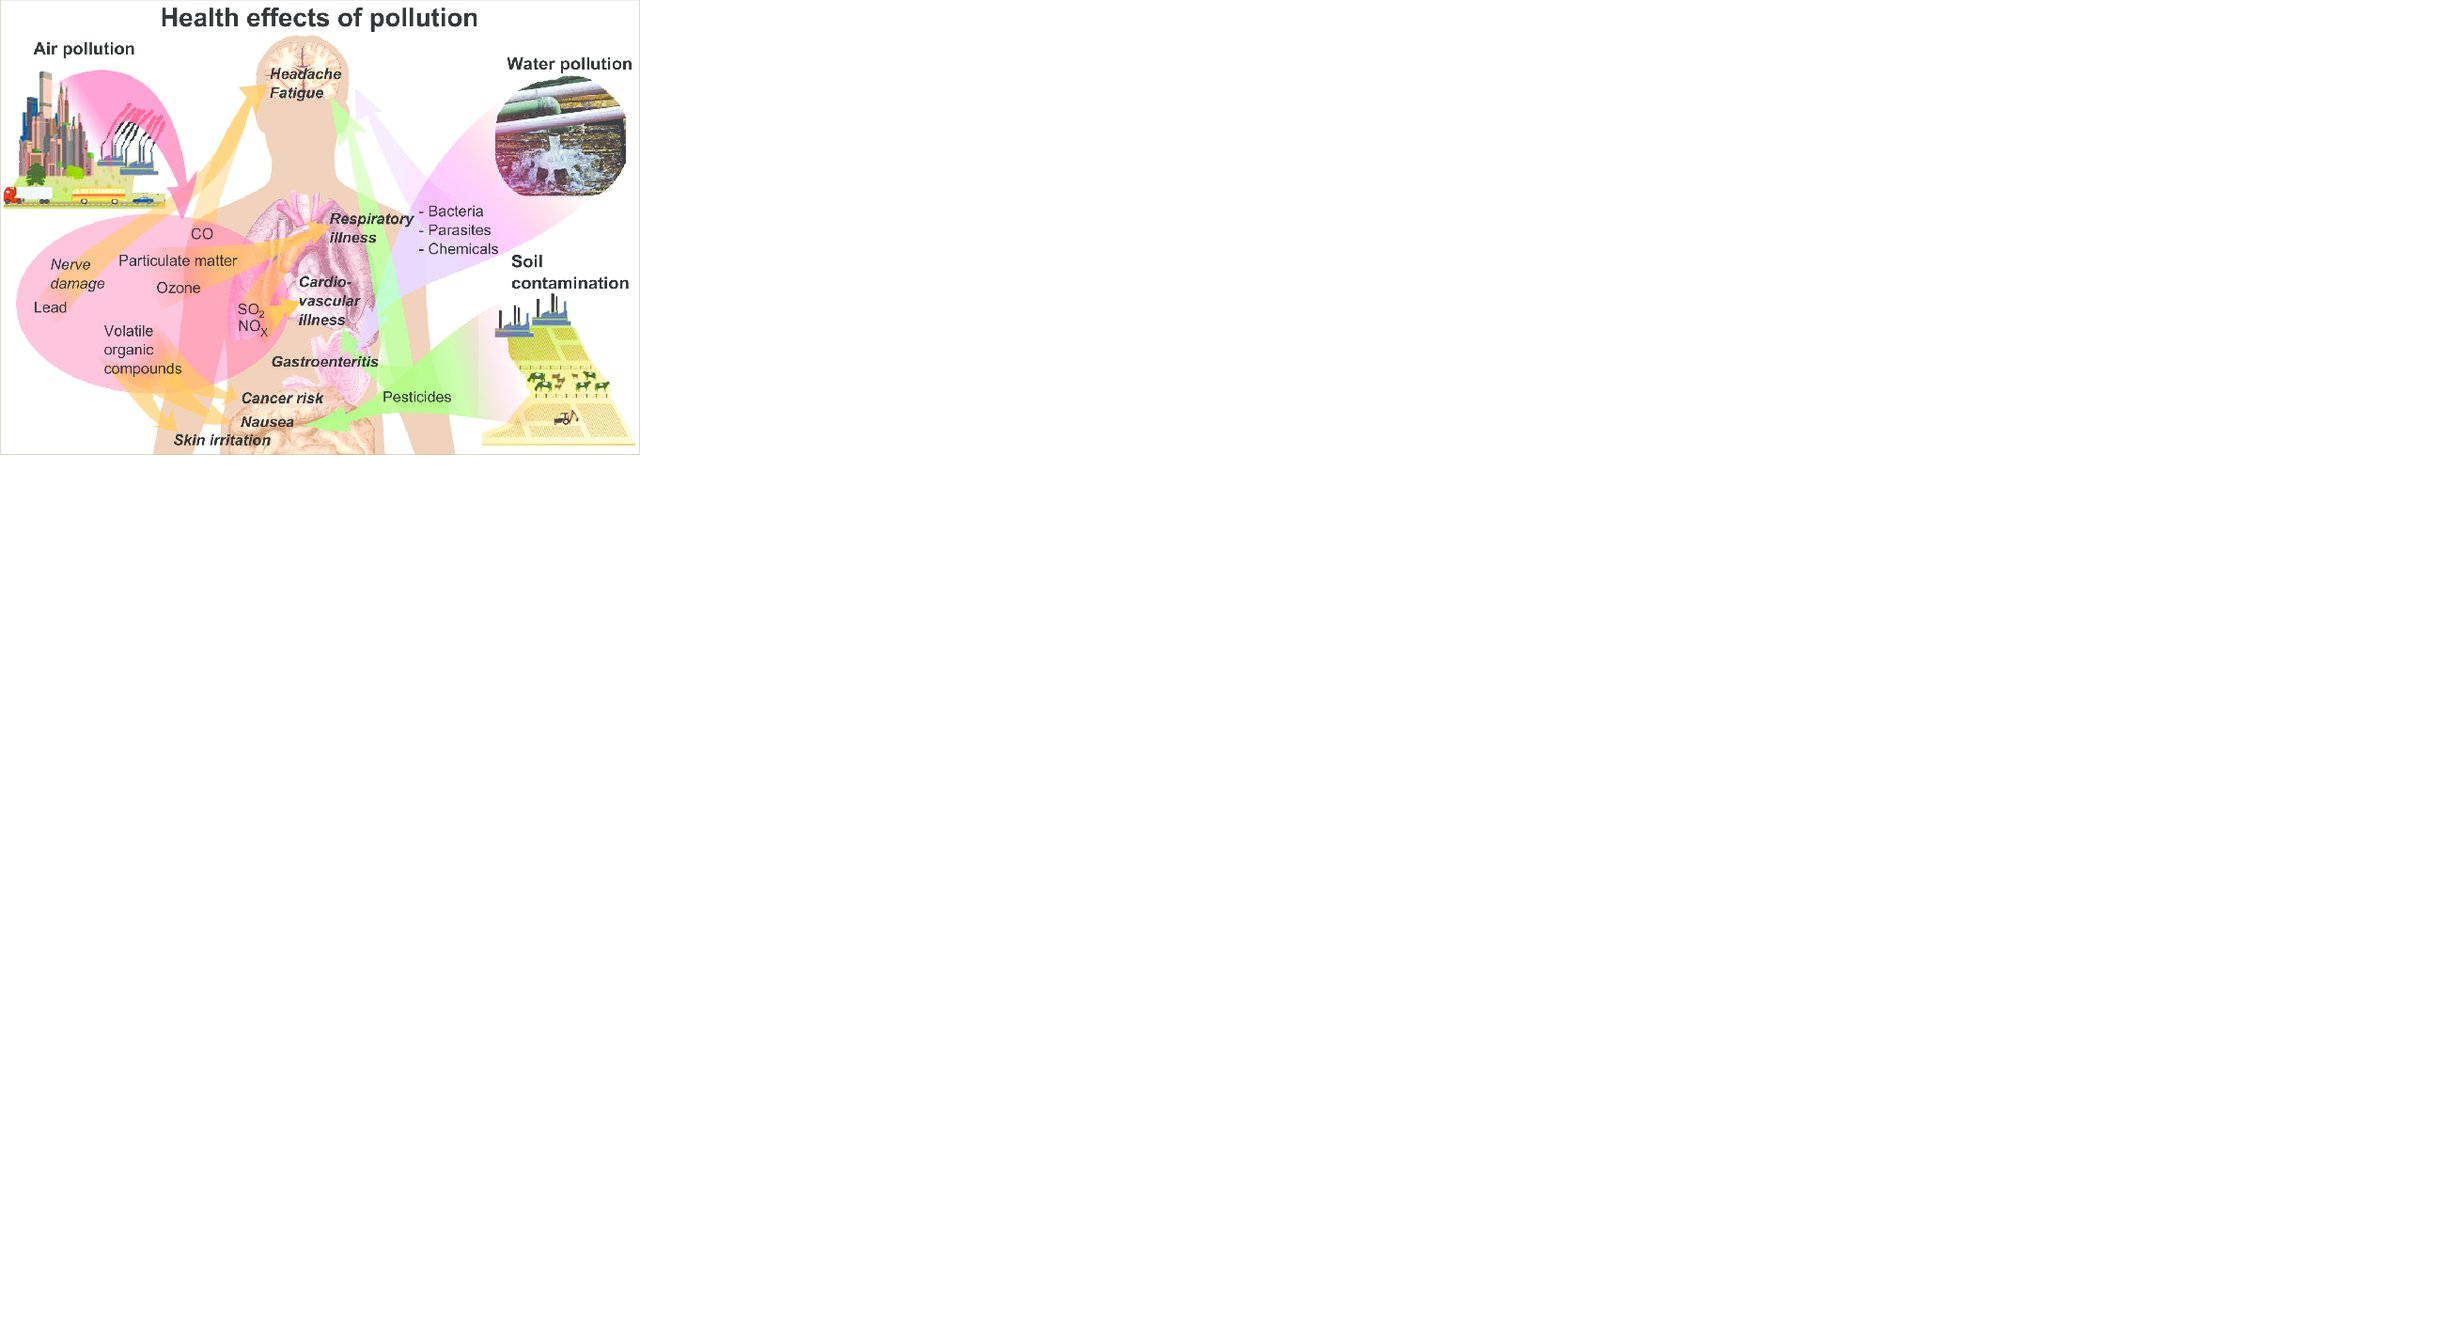 Health effects of pollution
Air pollution
Headache
Fatigue
Water pollution
CO
Particulate matter
Ozone
Nerve
damage
Lead
SO2
NOX
Volatile
organic
compounds
Respiratory
illness
Cardio-
vascular
illness
Gastroenteritis
Cancer risk
Nausea
Skin irritation
- Bacteria
- Parasites
- Chemicals
Soil
contamination
Pesticides